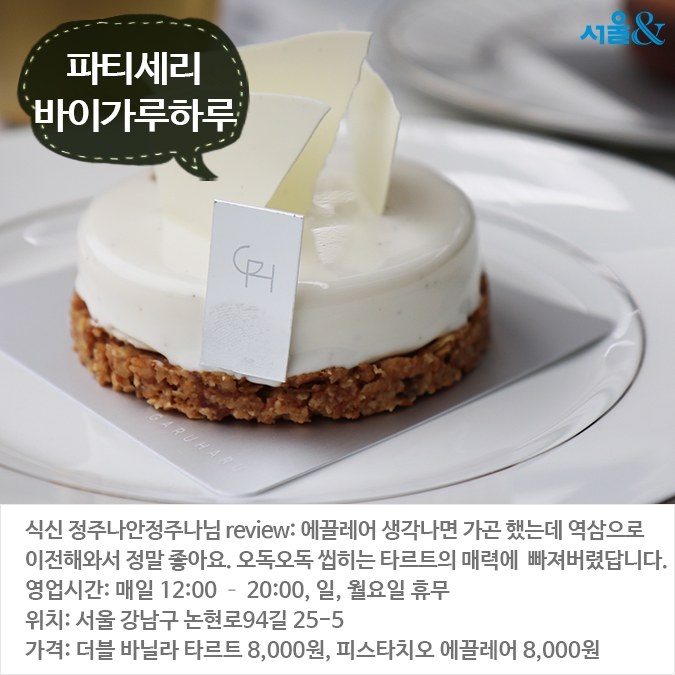 서울&
파티세리
바이가루하루
GRH
GARUHARU
식신 정주나안정주나님 review: 에끌레어 생각나면 가곤 했는데 역삼으로
이전해와서 정말 좋아요. 오독오독 씹히는 타르트의 매력에 빠져버렸답니다.
영업시간: 매일 12:00 - 20:00, 일, 월요일 휴무
위치: 서울 강남구 논현로94길 25-5
가격: 더블 바닐라 타르트 8,000원, 피스타치오 에끌레어 8,000원